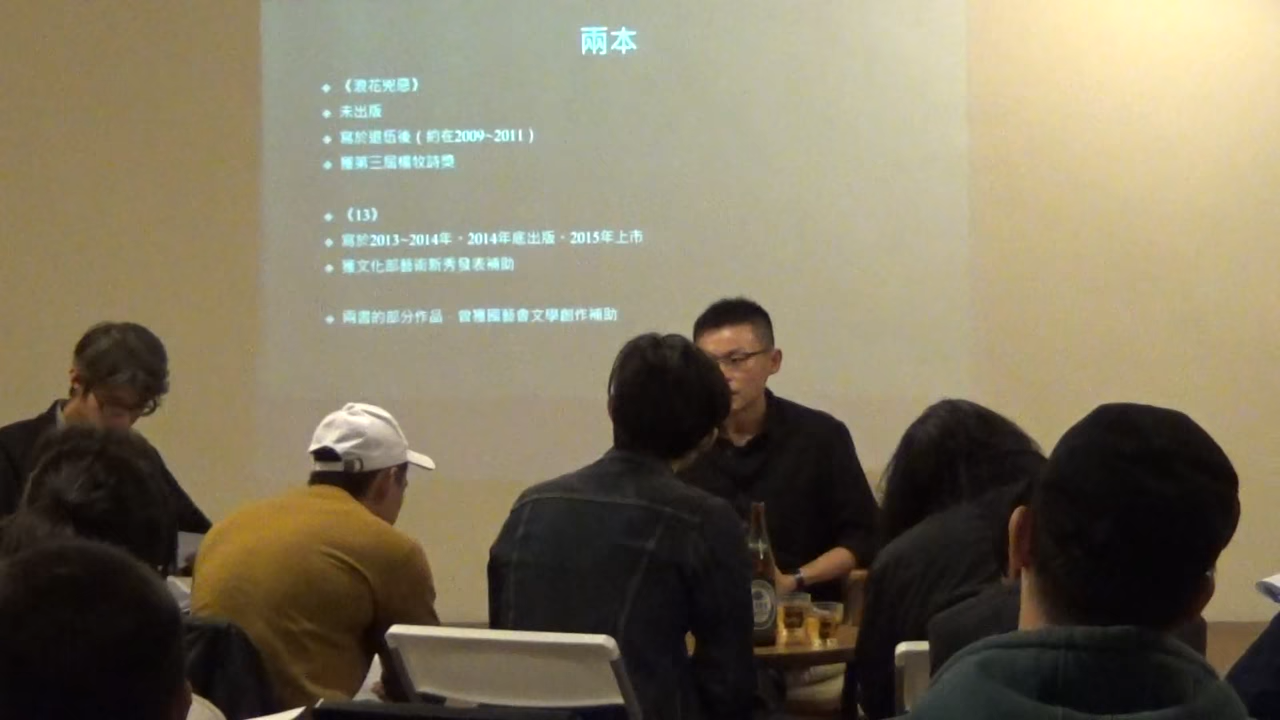 兩本
《浪花兇惡》
未出版
寫於退伍後（約在2009~2011）
獲第三屆楊牧詩獎
《13》
寫於2013~2014年，2014年底出版，2015年上市
獲文化部藝術新秀發表補助
兩書的部分作品，曾獲國藝會文學創作補助